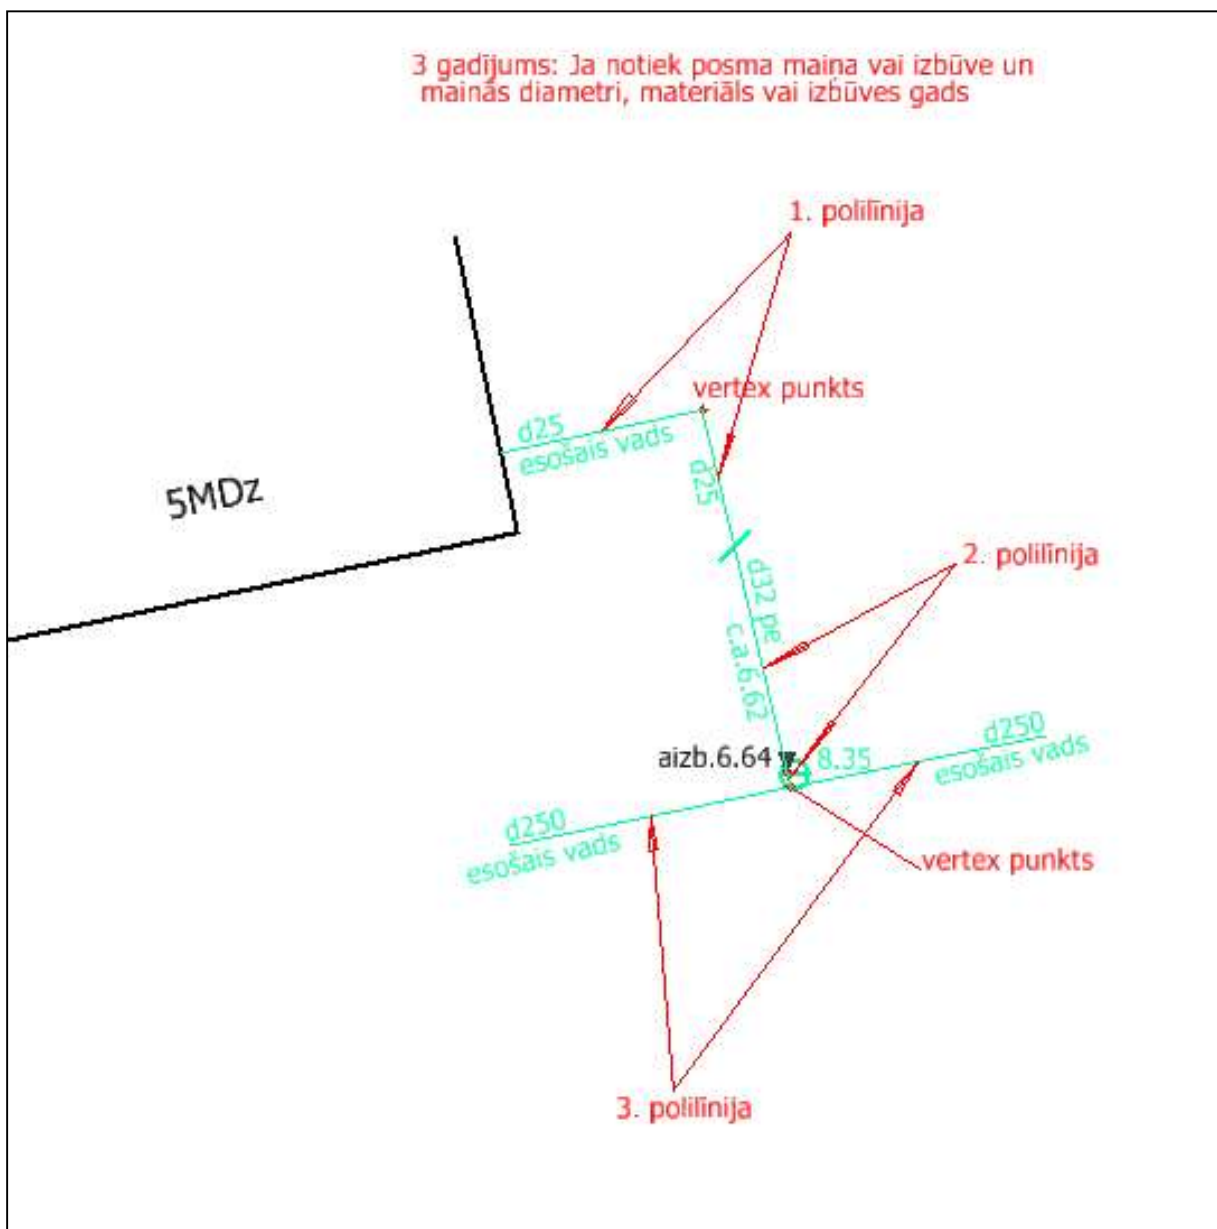 3 gadījums: Ja notiek posma maiņa vai izbūve un
mainās diametri, materiāls vai izbūves gads
1. polilīnija
vertex punkts
d25
esošais vads
d25
5MDz
2. polilīnija
d32 pe
c.a.6.62
d250
esošais vads
aizb.6.64
8.35
d250
esošais vads
vertex punkts
3. polilīnija